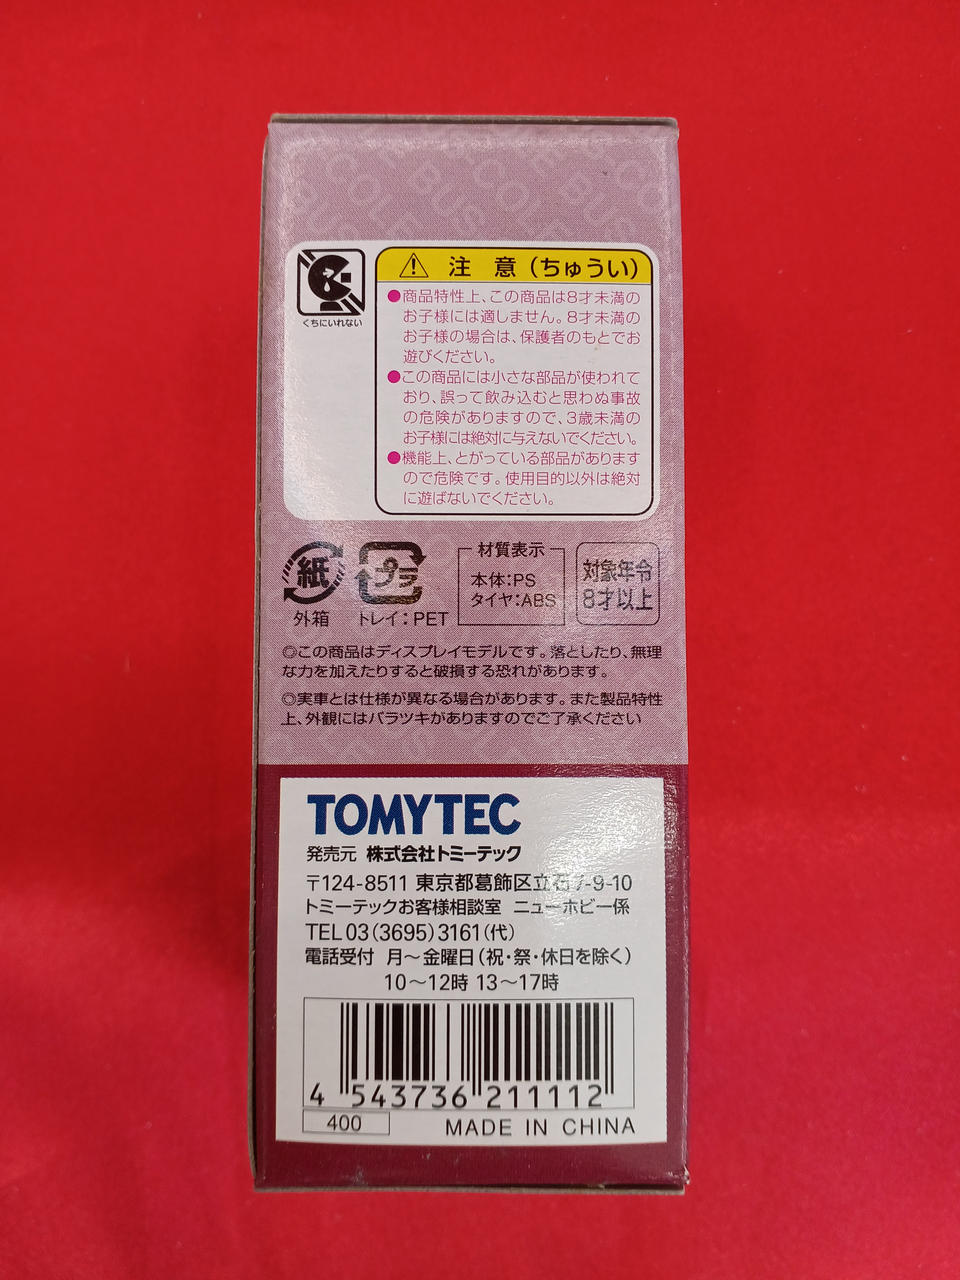 くちにいれない
注 意 (ちゅうい)
●商品特性上、この商品は8才未満の
お子様には適しません。8才未満の
お子様の場合は、保護者のもとでお
遊びください。
●この商品には小さな部品が使われて
おり、誤って飲み込むと思わぬ事故
の危険がありますので、3歳未満の
お子様には絶対に与えないでください。
●機能上、とがっている部品があります
ので危険です。使用目的以外は絶対
に遊ばないでください。
紙
外箱
プラ
トレイ:PET
材質表示
本体:PS
タイヤ:ABS
対象年令
8才以上
◎この商品はディスプレイモデルです。落としたり、無理
な力を加えたりすると破損する恐れがあります。
◎実車とは仕様が異なる場合があります。また製品特性
上、外観にはバラツキがありますのでご了承ください
TOMYTEC
発売元 株式会社トミーテック
〒124-8511 東京都葛飾区立石7-9-10
トミーテックお客様相談室 ニューホビー係
TEL 03(3695)3161(代)
電話受付 月〜金曜日(祝・祭・休日を除く)
10〜12時 13〜17時
4 543736 211112
400
MADE IN CHINA